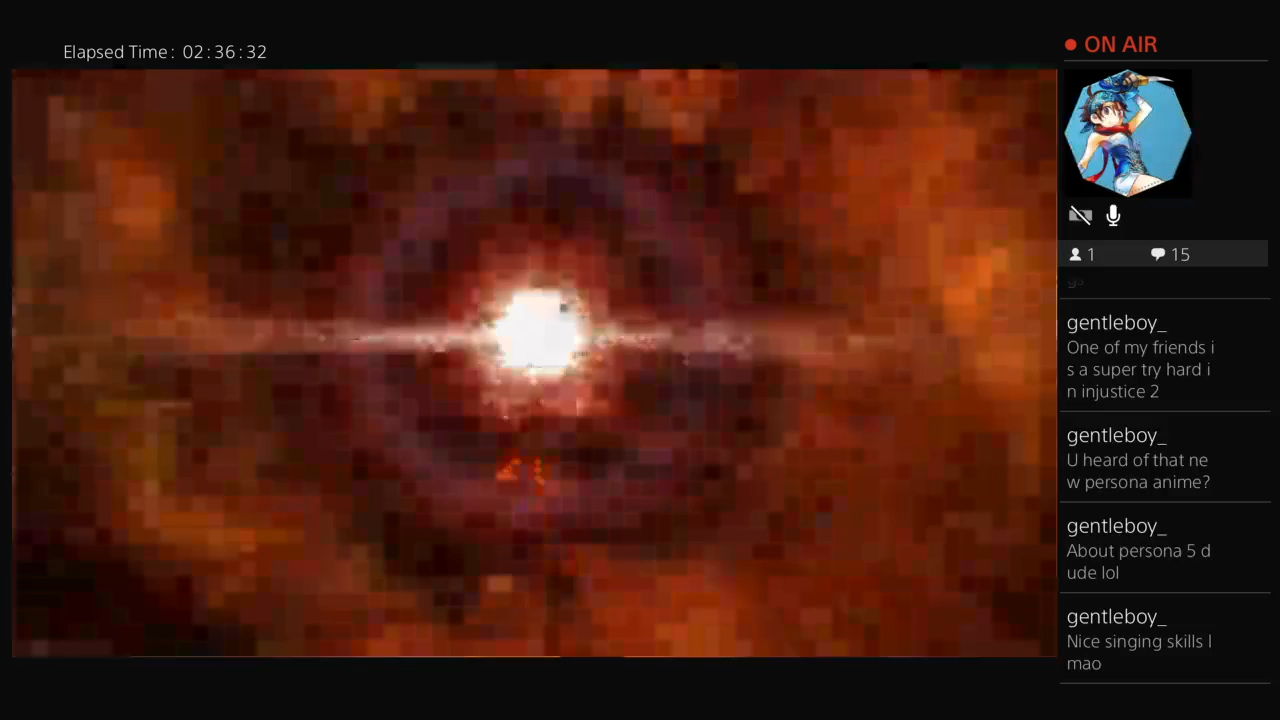 Elapsed Time: 02:36:32
ON AIR
1
15
gentleboy_
One of my friends i
s a super try hard i
n injustice 2
gentleboy_
U heard of that ne
w persona anime?
gentleboy_
About persona 5 d
ude lol
gentleboy_
Nice singing skills l
mao